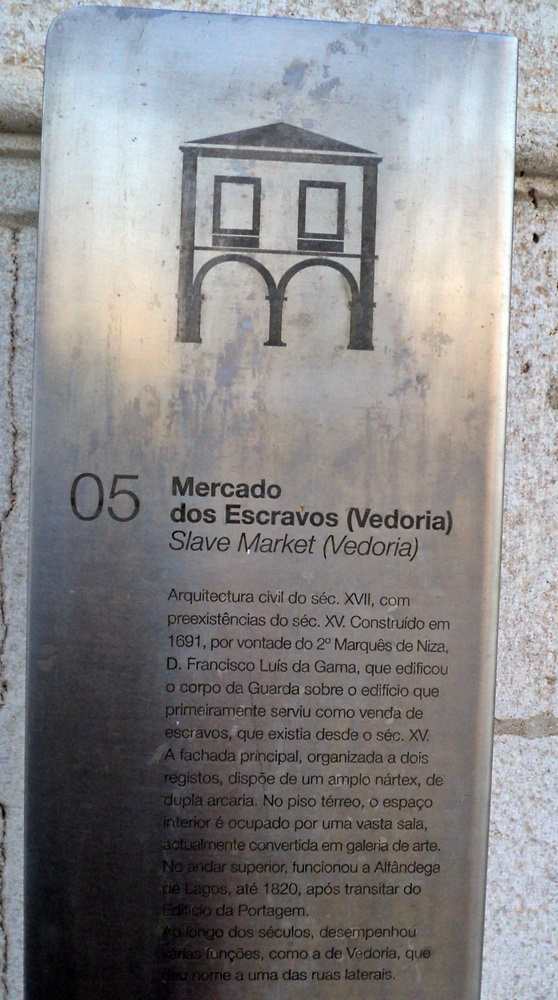 05
Mercado
dos Escravos (Vedoria)
Slave Market (Vedoria)
Arquitectura civil do séc. XVII, com
preexistências do séc. XV. Construído em
1691, por vontade do 2º Marquês de Niza,
D. Francisco Luís da Gama, que edificou
o corpo da Guarda sobre o edifício que
primeiramente serviu como venda de
escravos, que existia desde o séc. XV.
A fachada principal, organizada a dois
registos, dispõe de um amplo nártex, de
dupla arcaria. No piso térreo, o espaço
interior é ocupado por uma vasta sala,
actualmente convertida em galeria de arte.
No andar superior, funcionou a Alfândega
de Lagos, até 1820, após transitar do
Edifício da Portagem.
Ao longo dos séculos, desempenhou
várias funções, como a de Vedoria, que
deu nome a uma das ruas laterais.